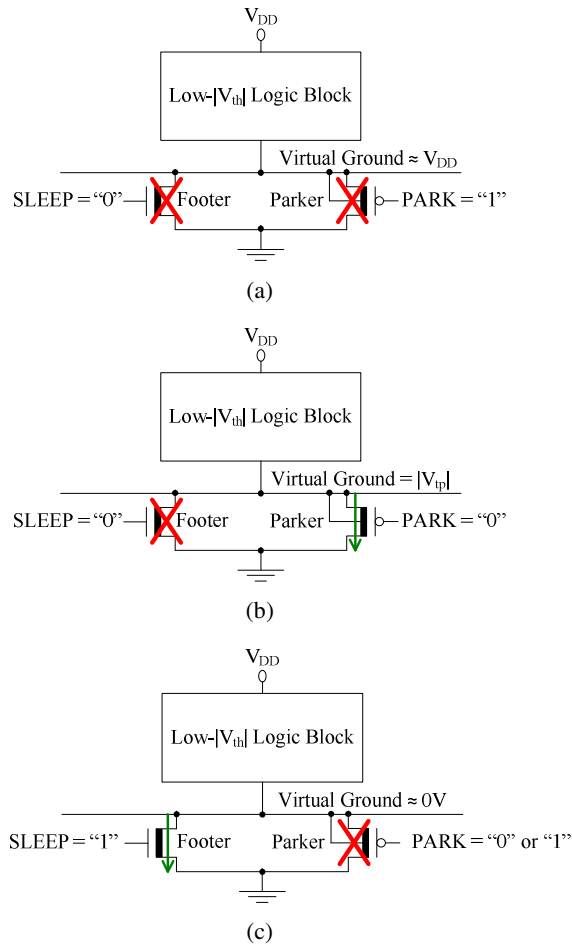 V_DD
Low-|V_th| Logic Block
Virtual Ground ≈ V_DD
SLEEP = “0” Footer Parker PARK = “1”
(a)
V_DD
Low-|V_th| Logic Block
Virtual Ground = |V_tp|
SLEEP = “0” Footer Parker PARK = “0”
(b)
V_DD
Low-|V_th| Logic Block
Virtual Ground ≈ 0V
SLEEP = “1” Footer Parker PARK = “0” or “1”
(c)